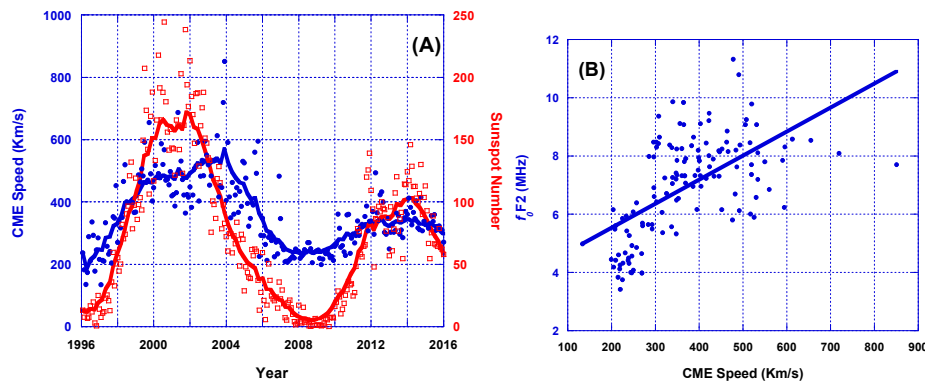 1000
800
600
400
200
0
CME Speed (Km/s)
(A)
250
200
150
100
50
0
Sunspot Number
1996 2000 2004 2008 2012 2016
Year
(B)
12
10
8
6
4
2
f₀F2 (MHz)
100 200 300 400 500 600 700 800 900
CME Speed (Km/s)